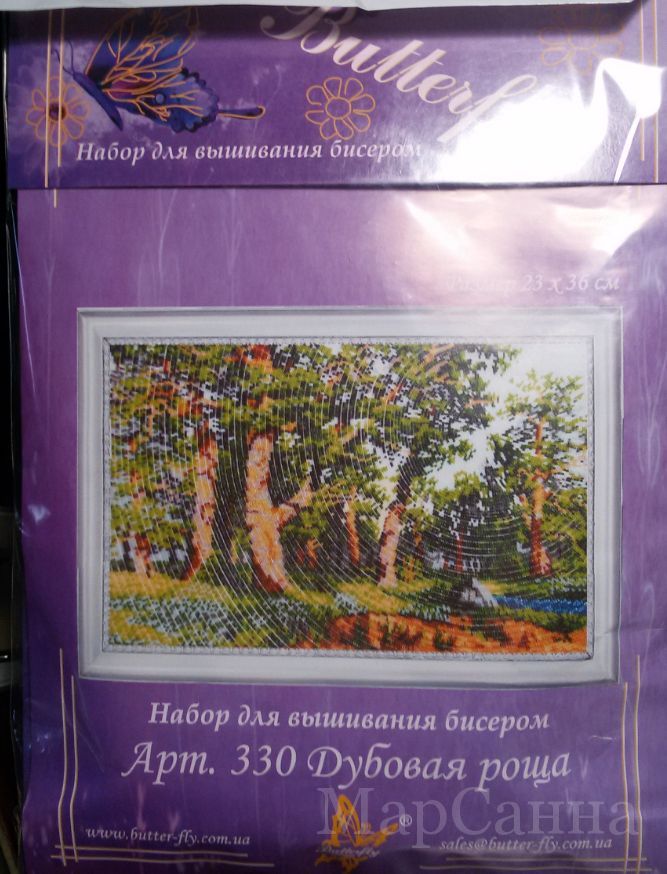 Butterf
Набор для вышивания бисером
Размер 23 х 36 см
Набор для вышивания бисером
Арт. 330 Дубовая роща
МарСанна
www.butter-fly.com.ua
Butterfly ®
sales@butter-fly.com.ua